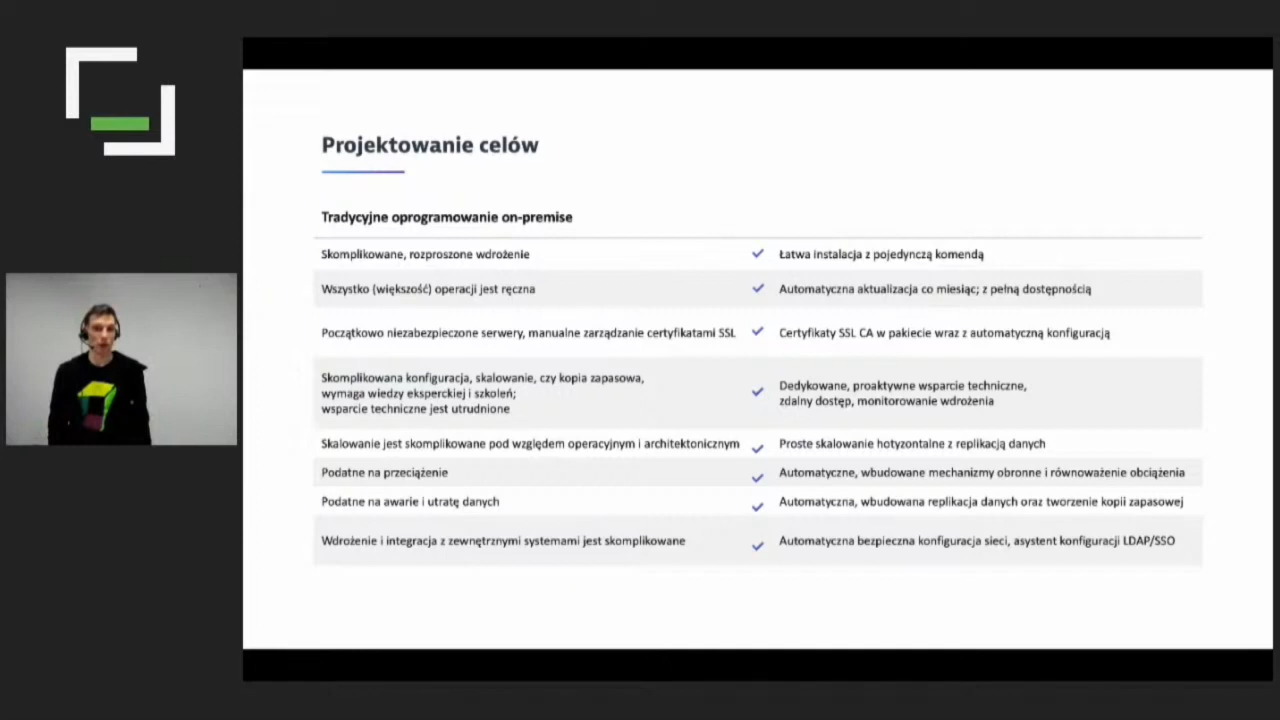 Projektowanie celów
Tradycyjne oprogramowanie on-premise
Skomplikowane, rozproszone wdrożenie
Łatwa instalacja z pojedynczą komendą
Wszystko (większość) operacji jest ręczna
Automatyczna aktualizacja co miesiąc; z pełną dostępnością
Początkowo niezabezpieczone serwery, manualne zarządzanie certyfikatami SSL
Certyfikaty SSL CA w pakiecie wraz z automatyczną konfiguracją
Skomplikowana konfiguracja, skalowanie, czy kopia zapasowa,
wymaga wiedzy eksperckiej i szkoleń;
wsparcie techniczne jest utrudnione
Dedykowane, proaktywne wsparcie techniczne,
zdalny dostęp, monitorowanie wdrożenia
Skalowanie jest skomplikowane pod względem operacyjnym i architektonicznym
Proste skalowanie hotyzontalne z replikacją danych
Podatne na przeciążenie
Automatyczne, wbudowane mechanizmy obronne i równoważenie obciążenia
Podatne na awarie i utratę danych
Automatyczna, wbudowana replikacja danych oraz tworzenie kopii zapasowej
Wdrożenie i integracja z zewnętrznymi systemami jest skomplikowane
Automatyczna bezpieczna konfiguracja sieci, asystent konfiguracji LDAP/SSO